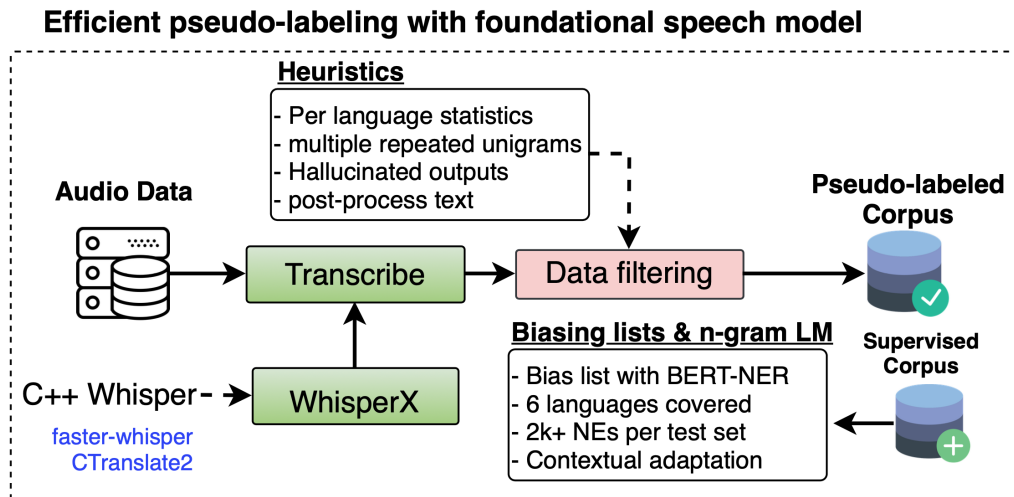 Efficient pseudo-labeling with foundational speech model
Heuristics
- Per language statistics
- multiple repeated unigrams
- Hallucinated outputs
- post-process text
Audio Data
Pseudo-labeled
Corpus
Transcribe
Data filtering
Biasing lists & n-gram LM
Supervised
Corpus
- Bias list with BERT-NER
- 6 languages covered
- 2k+ NEs per test set
- Contextual adaptation
C++ Whisper
WhisperX
faster-whisper
CTranslate2